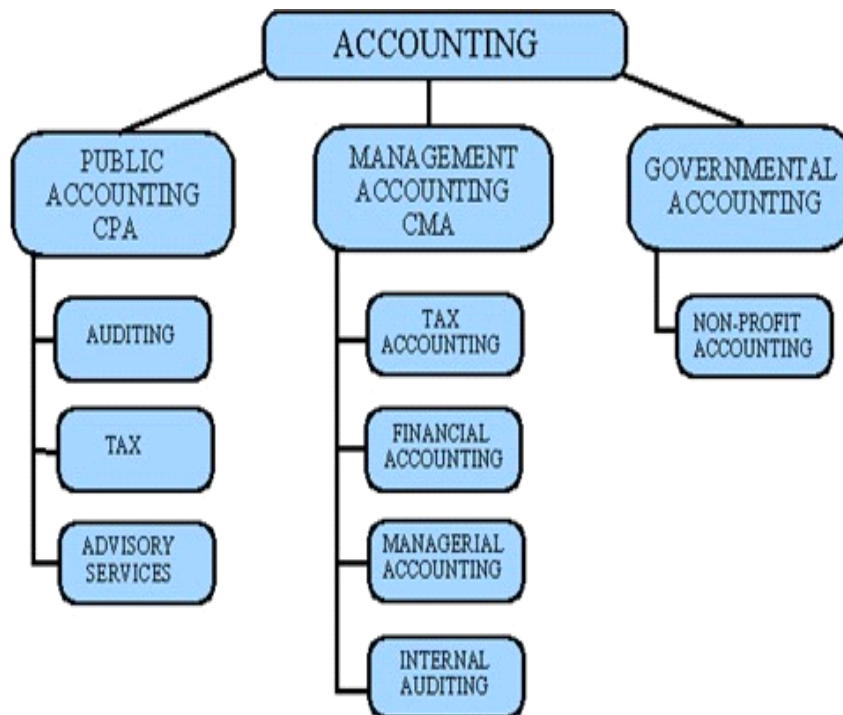 ACCOUNTING
PUBLIC
ACCOUNTING
CPA
AUDITING
TAX
ADVISORY
SERVICES
MANAGEMENT
ACCOUNTING
CMA
TAX
ACCOUNTING
FINANCIAL
ACCOUNTING
MANAGERIAL
ACCOUNTING
INTERNAL
AUDITING
GOVERNMENTAL
ACCOUNTING
NON-PROFIT
ACCOUNTING